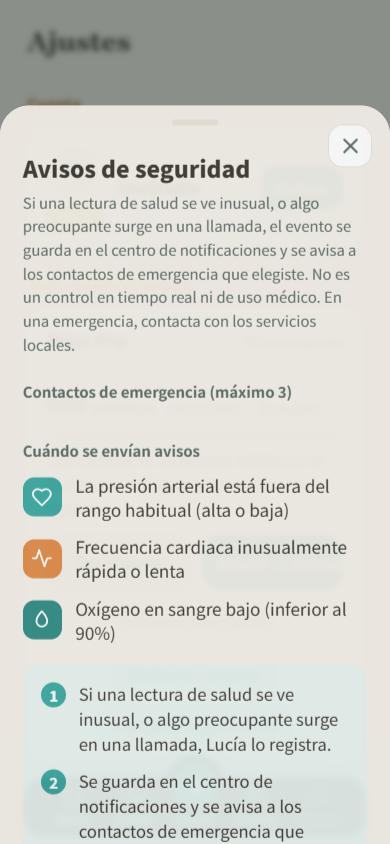 Ajustes
Avisos de seguridad
Si una lectura de salud se ve inusual, o algo
preocupante surge en una llamada, el evento se
guarda en el centro de notificaciones y se avisa a
los contactos de emergencia que elegiste. No es
un control en tiempo real ni de uso médico. En
una emergencia, contacta con los servicios
locales.
Contactos de emergencia (máximo 3)
Cuándo se envían avisos
La presión arterial está fuera del
rango habitual (alta o baja)
Frecuencia cardiaca inusualmente
rápida o lenta
Oxígeno en sangre bajo (inferior al
90%)
1 Si una lectura de salud se ve
inusual, o algo preocupante surge
en una llamada, Lucía lo registra.
2 Se guarda en el centro de
notificaciones y se avisa a los
contactos de emergencia que